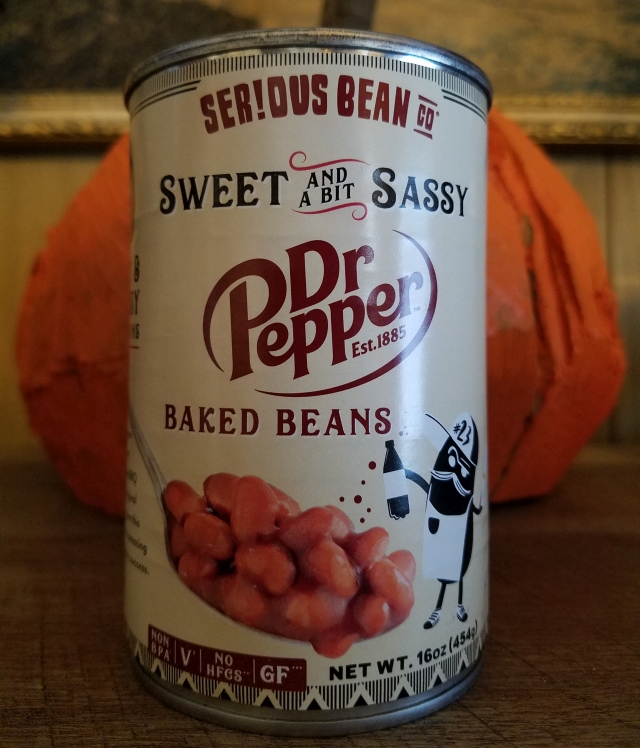 SER!OUS BEAN CO
SWEET AND A BIT SASSY
Dr
Pepper
Est.1885
BAKED BEANS
#23
NON BPA V NO HFCS** GF***
NET WT. 16oz (454g)